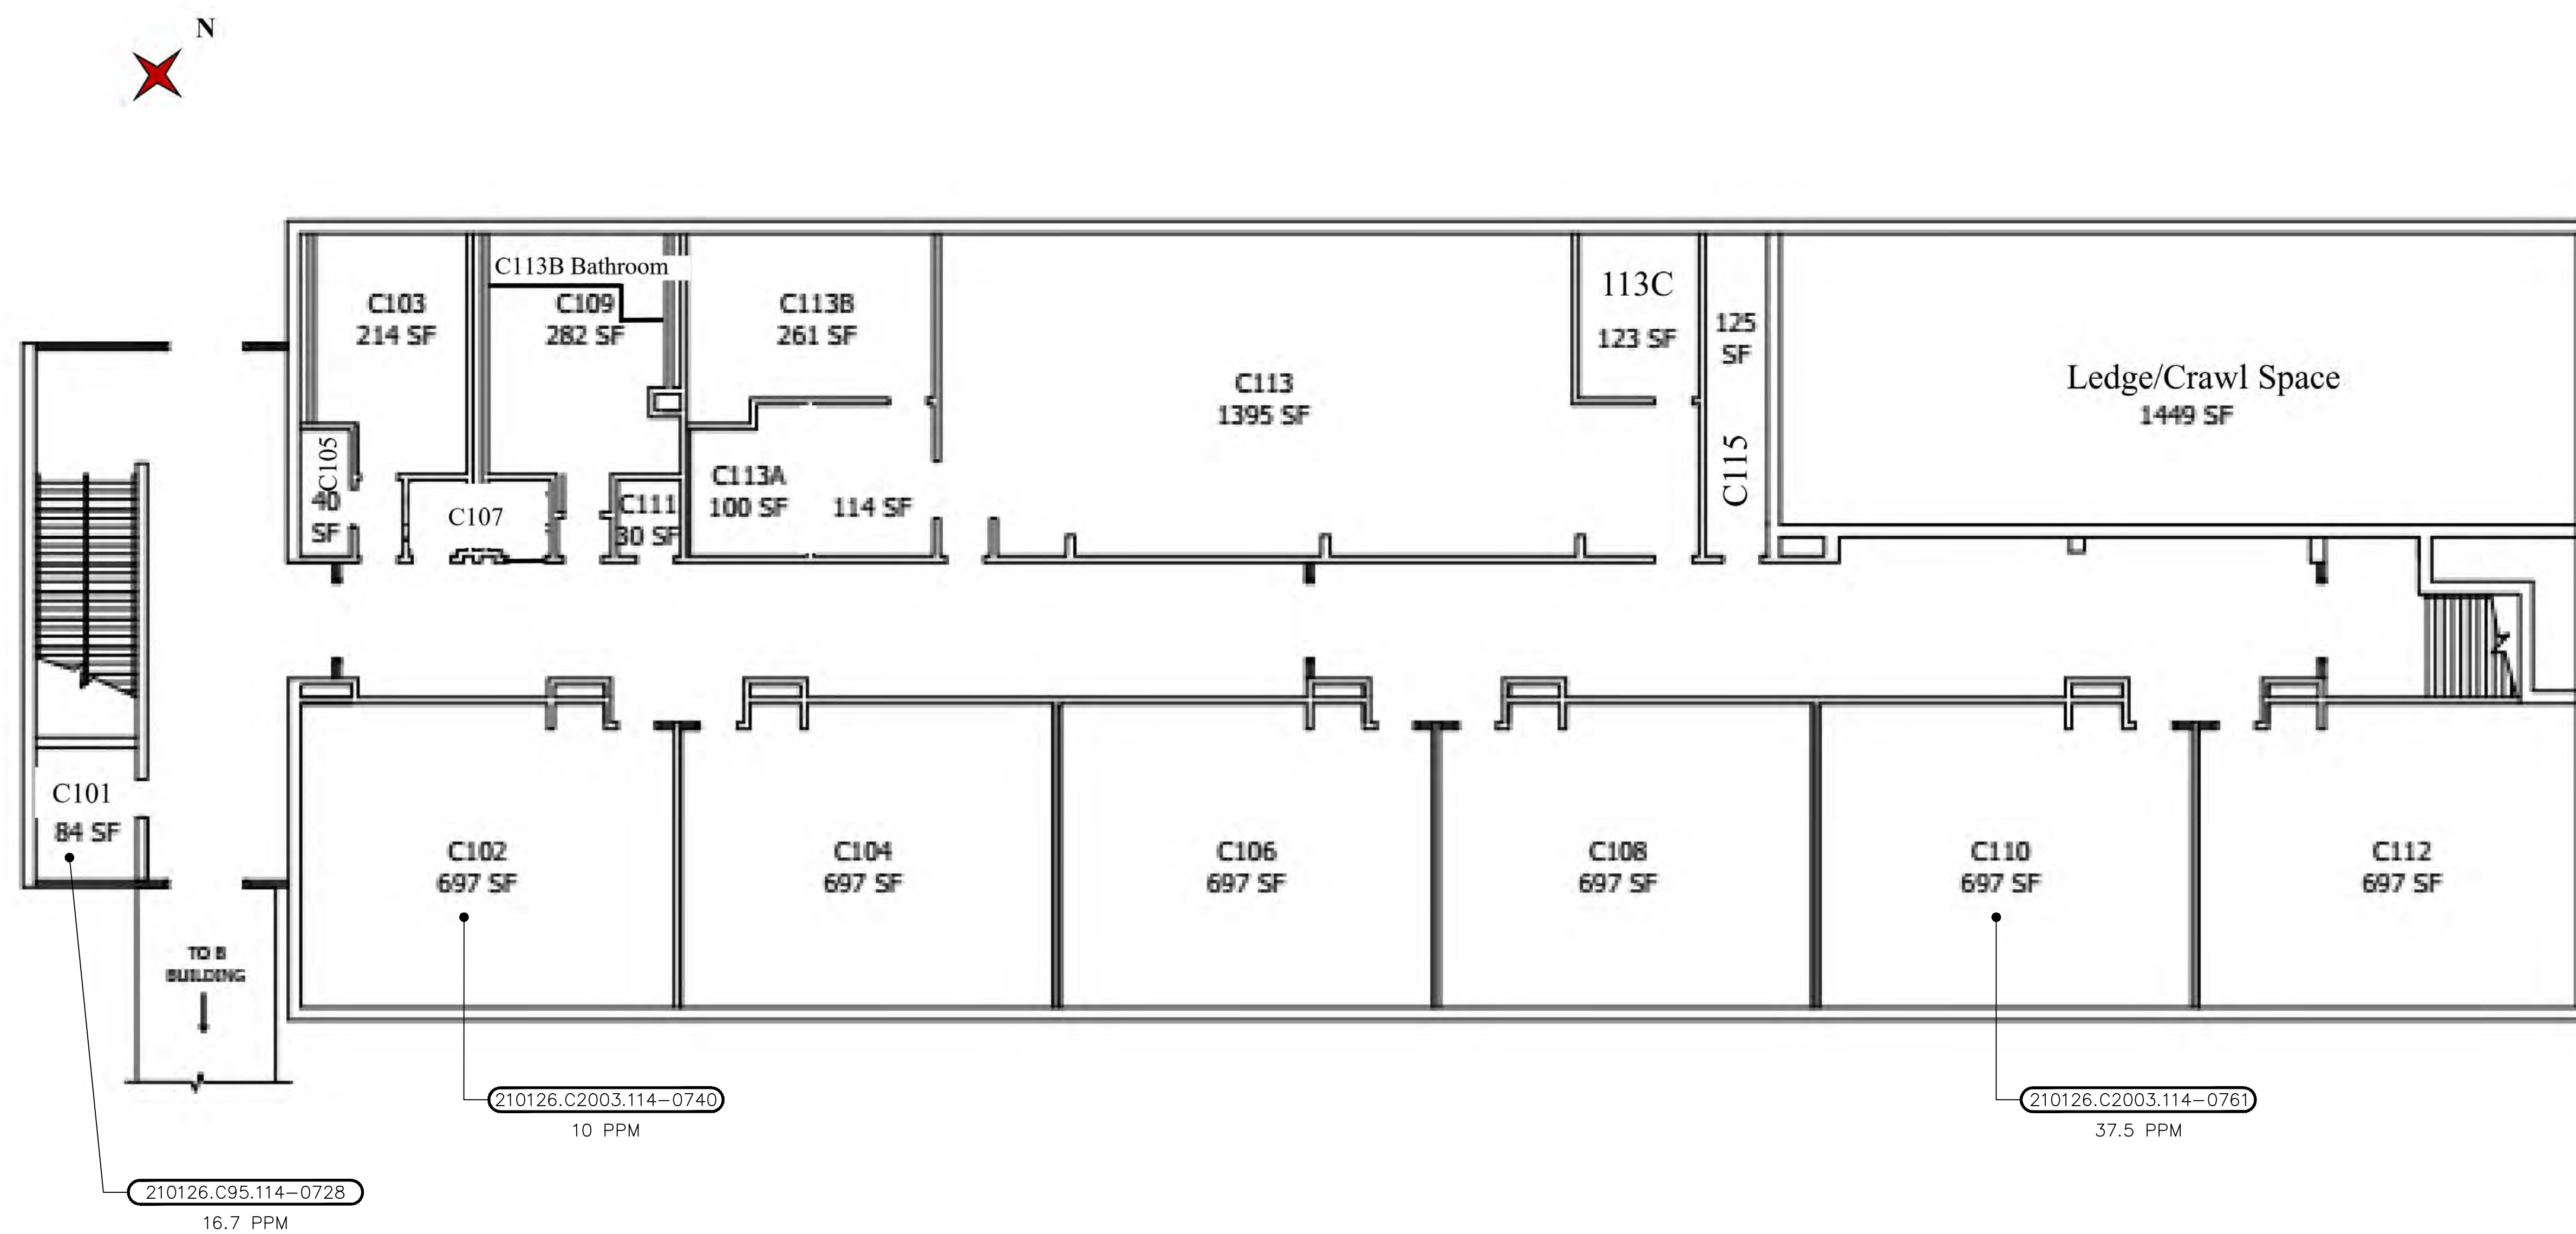 N
C113B Bathroom
C103
214 SF
C109
282 SF
C113B
261 SF
113C
123 SF
125
SF
C115
C113
1395 SF
Ledge/Crawl Space
1449 SF
C105
40
SF
C107
C111
30 SF
C113A
100 SF
114 SF
C101
84 SF
C102
697 SF
C104
697 SF
C106
697 SF
C108
697 SF
C110
697 SF
C112
697 SF
TO B
BUILDING
210126.C2003.114-0740
10 PPM
210126.C2003.114-0761
37.5 PPM
210126.C95.114-0728
16.7 PPM